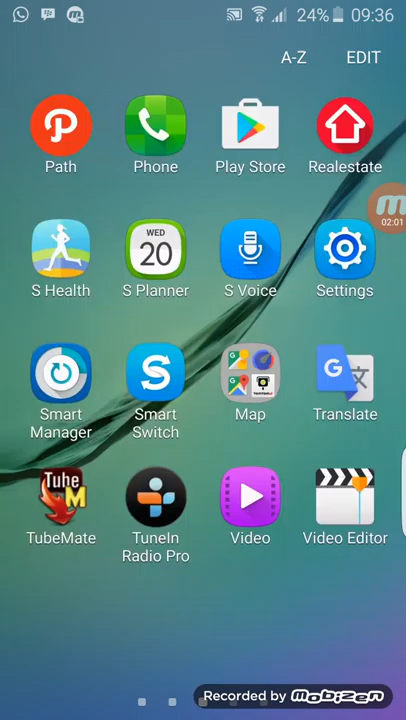 24% 09:36
A-Z EDIT
Path Phone Play Store Realestate
02:01
WED
20
S Health S Planner S Voice Settings
G
Smart Manager
Smart Switch
Map
Translate
Tube
M
TubeMate
TuneIn Radio Pro
Video
Video Editor
Recorded by mobizen